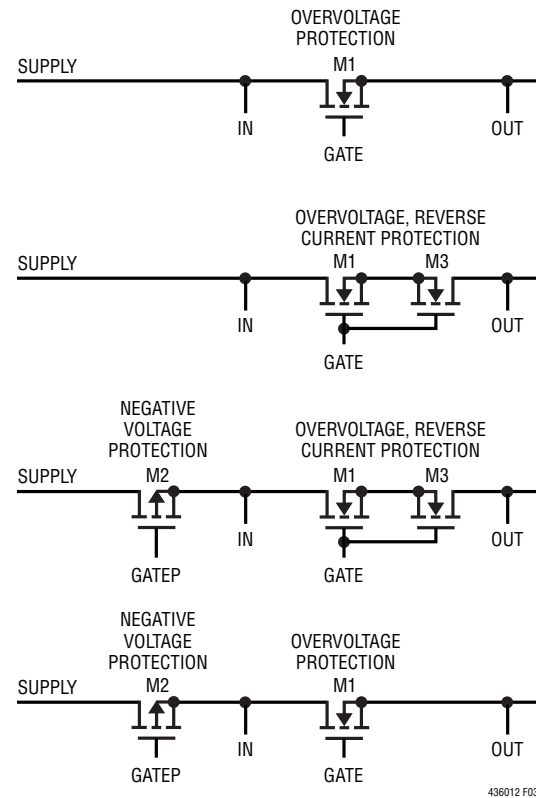 OVERVOLTAGE
PROTECTION
SUPPLY
M1
IN
OUT
GATE
OVERVOLTAGE, REVERSE
CURRENT PROTECTION
SUPPLY
M1
M3
IN
OUT
GATE
NEGATIVE
VOLTAGE
PROTECTION
OVERVOLTAGE, REVERSE
CURRENT PROTECTION
SUPPLY
M2
M1
M3
IN
OUT
GATEP
GATE
NEGATIVE
VOLTAGE
PROTECTION
OVERVOLTAGE
PROTECTION
SUPPLY
M2
M1
IN
OUT
GATEP
GATE
436012 F03